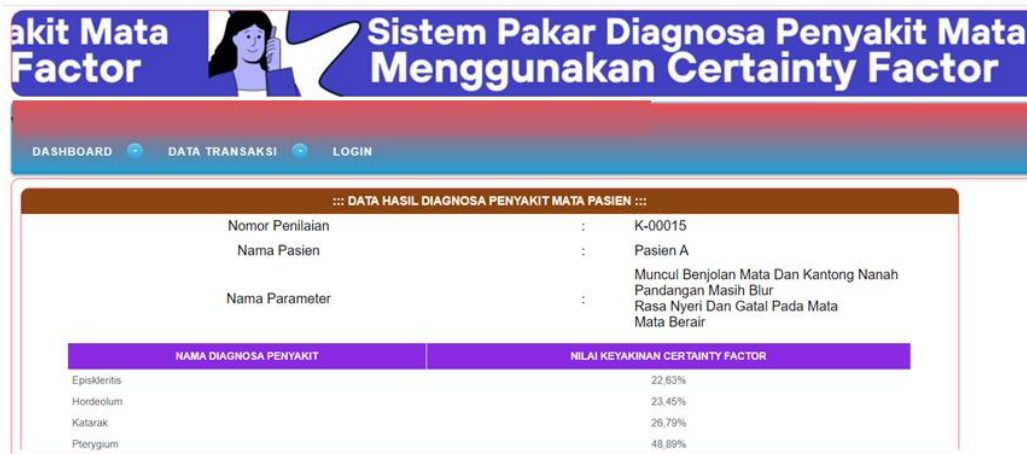 akit Mata
Factor
Sistem Pakar Diagnosa Penyakit Mata
Menggunakan Certainty Factor
DASHBOARD DATA TRANSAKSI LOGIN
::: DATA HASIL DIAGNOSA PENYAKIT MATA PASIEN :::
Nomor Penilaian : K-00015
Nama Pasien : Pasien A
Nama Parameter : Muncul Benjolan Mata Dan Kantong Nanah
Pandangan Masih Blur
Rasa Nyeri Dan Gatal Pada Mata
Mata Berair
NAMA DIAGNOSA PENYAKIT NILAI KEYAKINAN CERTAINTY FACTOR
Episkleritis 22,63%
Hordeolum 23,45%
Katarak 26,79%
Pterygium 48,89%